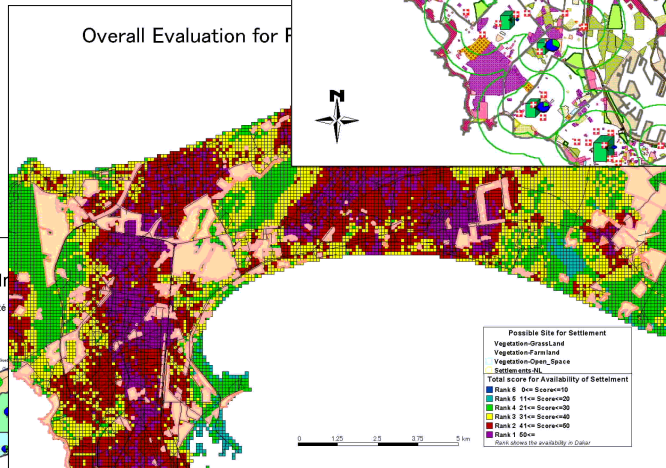 Overall Evaluation for
N
Possible Site for Settlement
Vegetation-GrassLand
Vegetation-Farmland
Vegetation-Open_Space
Settlements-NL
Total score for Availability of Setlelment
Rank 6 0<= Score<=10
Rank 5 11<= Score<=20
Rank 4 21<= Score<=30
Rank 3 31<= Score<=40
Rank 2 41<= Score<=50
Rank 1 50<=
Rank shows the availability in Dakar
0 1.25 2.5 3.75 5 km